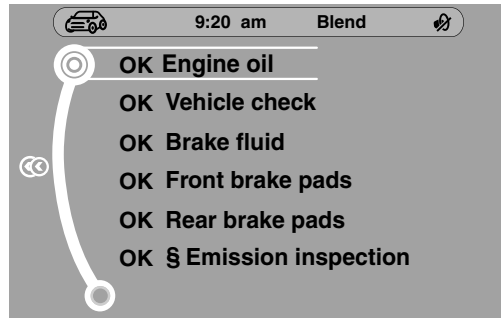 9:20 am Blend
OK Engine oil
OK Vehicle check
OK Brake fluid
OK Front brake pads
OK Rear brake pads
OK § Emission inspection